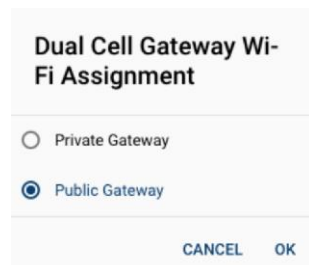 Dual Cell Gateway Wi-
Fi Assignment
Private Gateway
Public Gateway
CANCEL OK